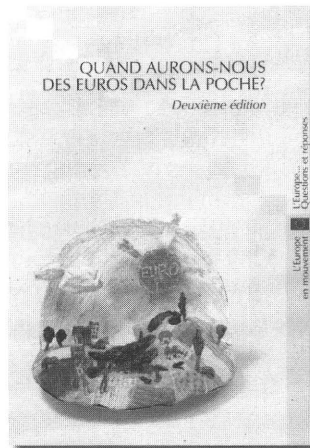 QUAND AURONS-NOUS
DES EUROS DANS LA POCHE?
Deuxième édition
L'Europe... Questions et réponses
L'Europe en mouvement
EURO